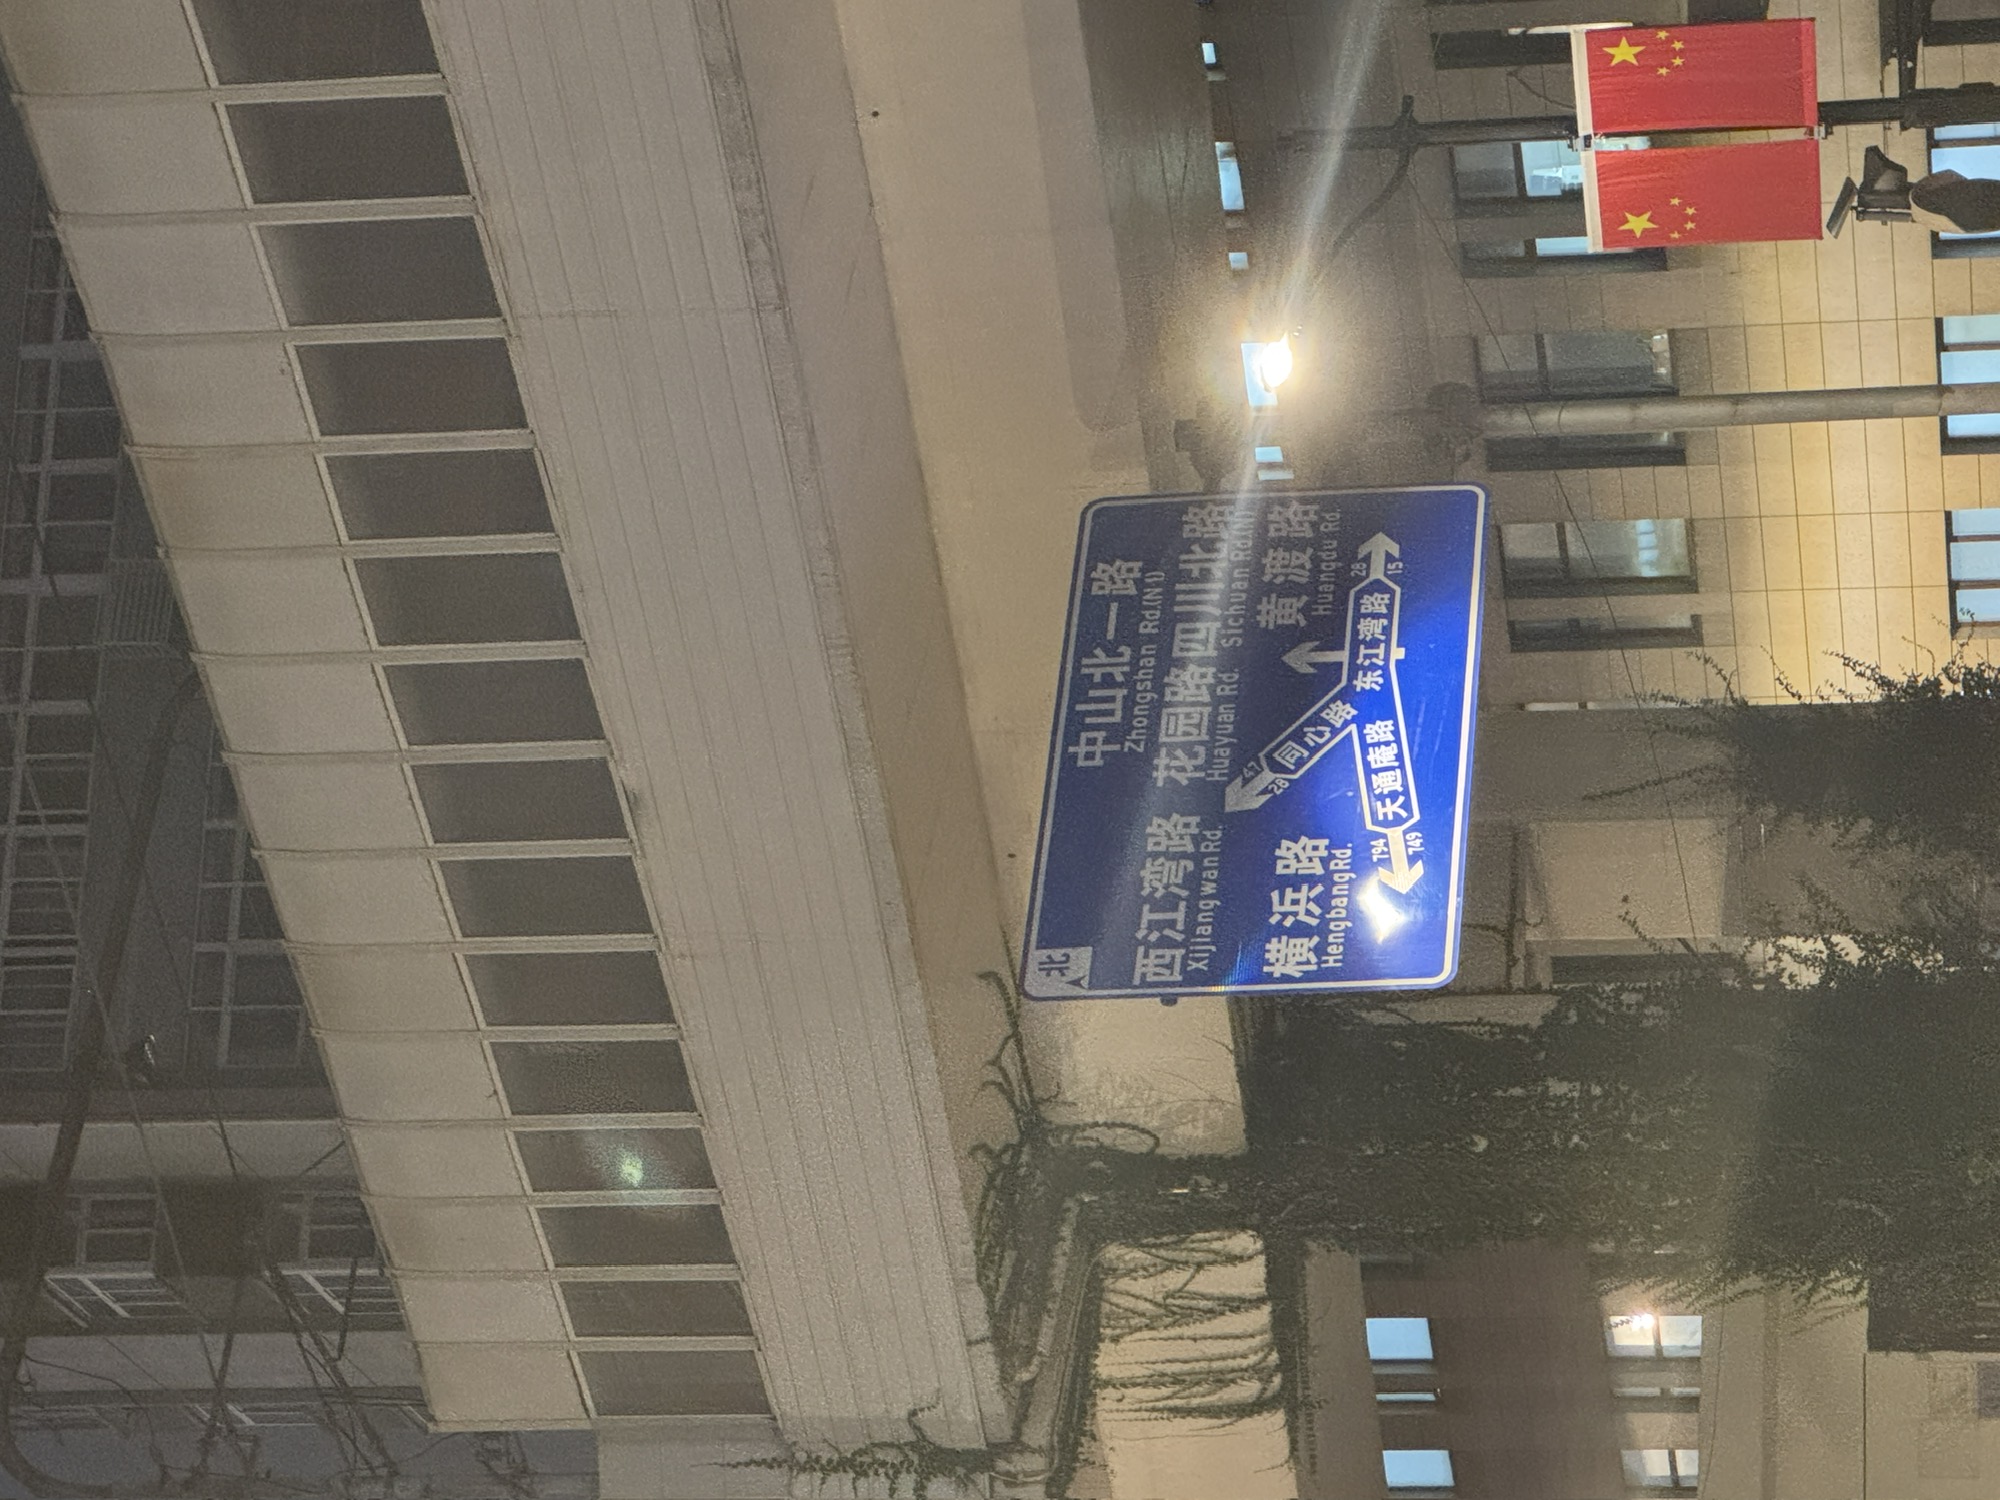 北
中山北一路
Zhongshan Rd.(N 1)
西江湾路 花园路 四川北路
Xijiangwan Rd. Huayuan Rd. Sichuan Rd.(N)
横浜路 黄渡路
Hengbang Rd. Huangdu Rd.
47
28
同心路
28
15
东江湾路
794
749
天通庵路